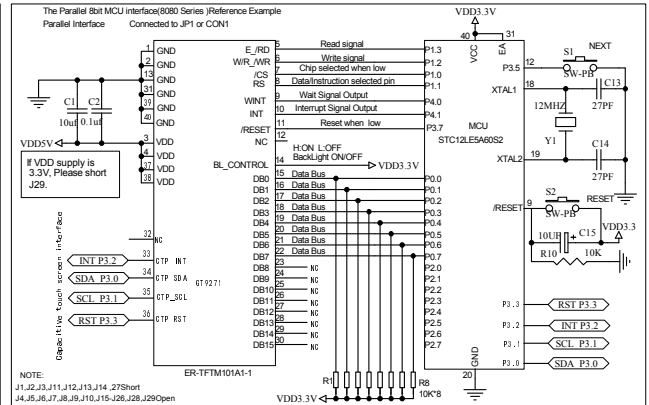 The Parallel 8bit MCU interface(8080 Series )Reference Example
Parallel Interface Connected to JP1 or CON1
1 GND
2 GND
13 GND
31 GND
39 GND
40 GND
3 VDD
4 VDD
37 VDD
38 VDD
C1 C2
10uf 0.1uf
VDD5V
If VDD supply is
3.3V, Please short
J29.
Capacitive touch screen interface
32 NC
INT P3.2 33 CTP INT
SDA P3.0 34 CTP SDA
SCL P3.1 35 CTP_SCL
RST P3.3 36 CTP RST
GT9271
E_/RD 5 Read signal P1.3
W/R_/WR 6 Write signal P1.2
/CS 7 Chip selected when low P1.0
RS 8 Data/Instruction selected pin P1.1
WINT 9 Wait Signal Output P4.0
INT 10 Interrupt Signal Output P4.1
/RESET 11 Reset when low P3.7
NC 12
H:ON L:OFF
BL_CONTROL 14 BackLight ON/OFF VDD3.3V
DB0 15 Data Bus P0.0
DB1 16 Data Bus P0.1
DB2 17 Data Bus P0.2
DB3 18 Data Bus P0.3
DB4 19 Data Bus P0.4
DB5 20 Data Bus P0.5
DB6 21 Data Bus P0.6
DB7 22 Data Bus P0.7
DB8 23 NC P2.0
DB9 24 NC P2.1
DB10 25 NC P2.2
DB11 26 NC P2.3
DB12 27 NC P2.4
DB13 28 NC P2.5
DB14 29 NC P2.6
DB15 30 NC P2.7
ER-TFTM101A1-1
R1 R8
10K*8
VDD3.3V
VDD3.3V
40 31
VCC EA
MCU
STC12LE5A60S2
P3.5 12
XTAL1 18
XTAL2 19
/RESET 9
S1 NEXT
SW-PB
C13
27PF
12MHZ
Y1
C14
27PF
S2 RESET
SW-PB
VDD3.3
10UF + C15
R10 10K
P3.3 RST P3.3
P3.2 INT P3.2
P3.1 SCL P3.1
P3.0 SDA P3.0
GND
20
NOTE:
J1,J2,J3,J11,J12,J13,J14 ,27Short
J4,J5,J6,J7,J8,J9,J10,J15-J26,J28,J29Open